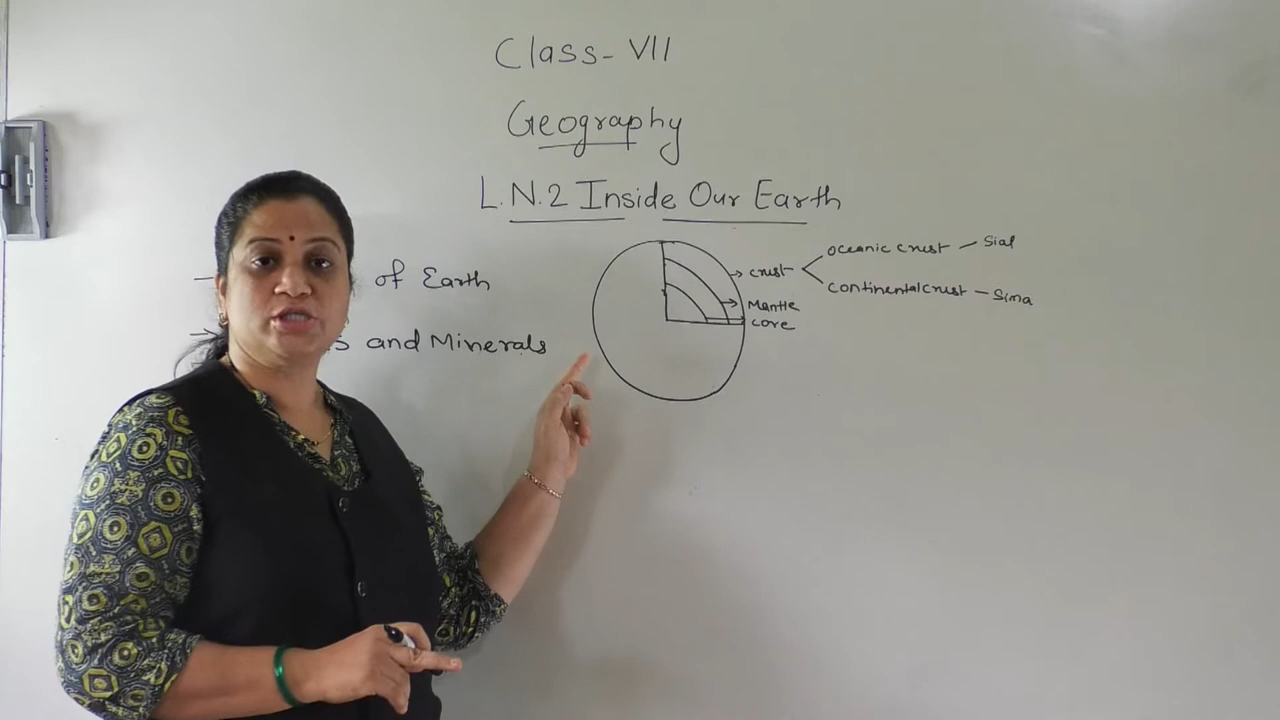 Class-VII
Geography
L.N.2 Inside Our Earth
of Earth
and Minerals
crust
oceanic crust - Sial
continental crust - Sima
Mantle
core